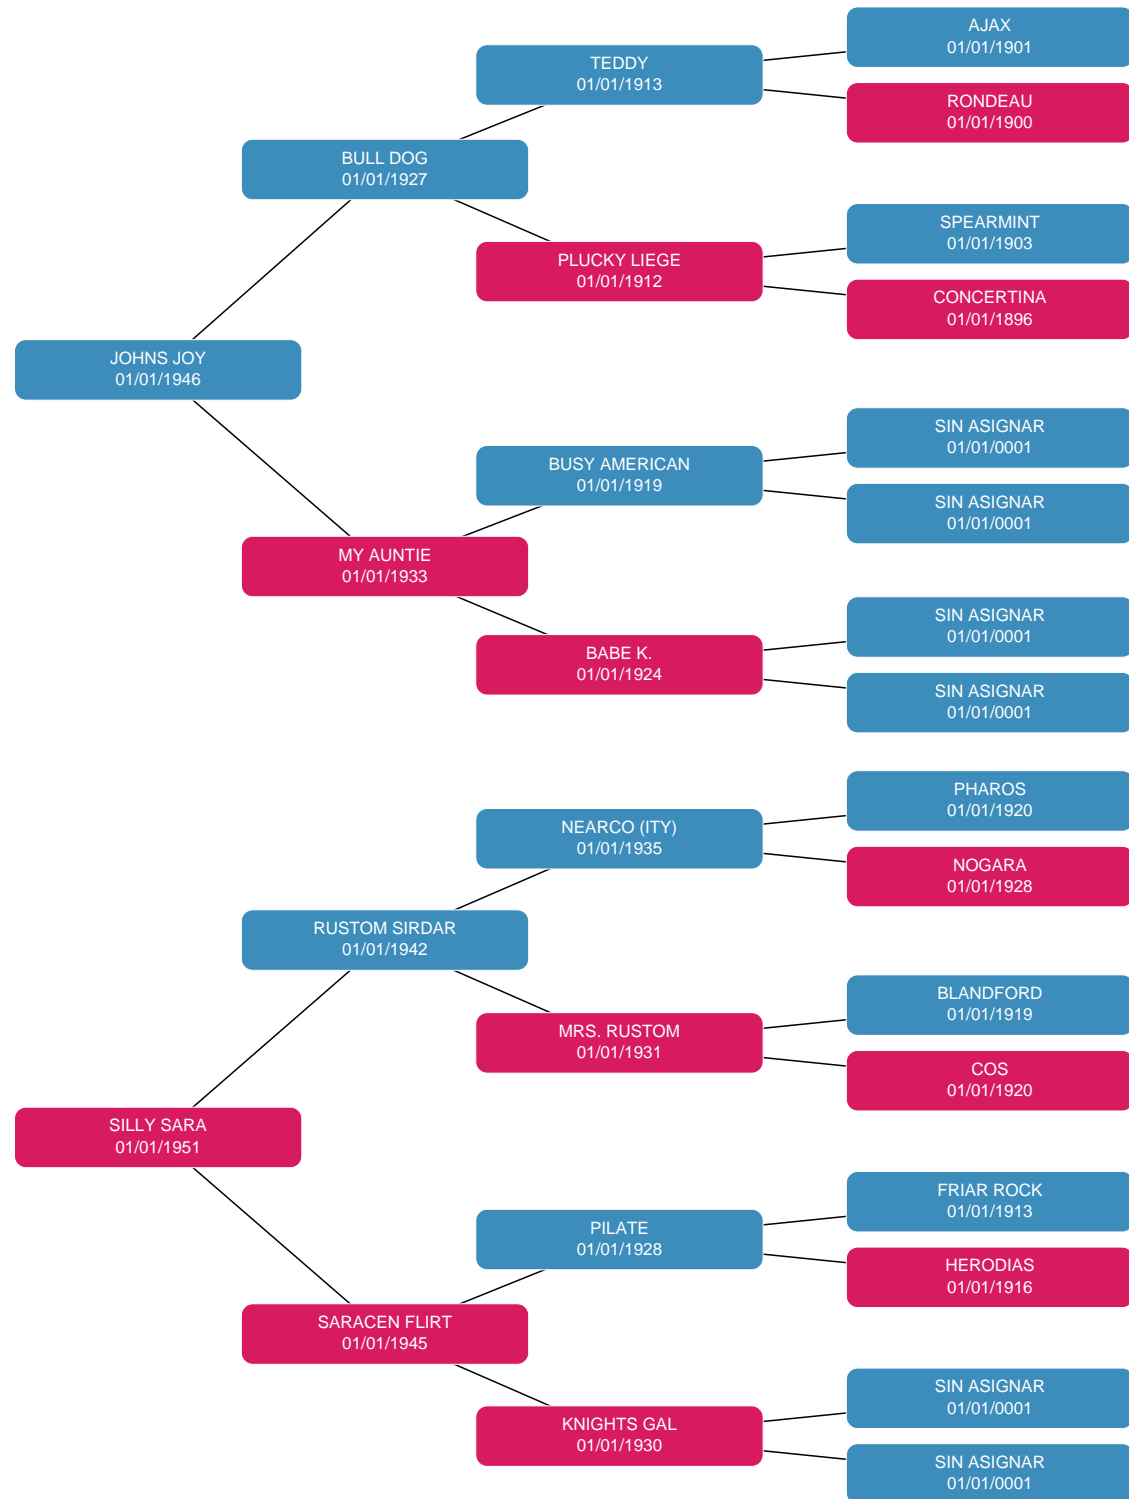 AJAX
01/01/1901
TEDDY
01/01/1913
RONDEAU
01/01/1900
BULL DOG
01/01/1927
SPEARMINT
01/01/1903
PLUCKY LIEGE
01/01/1912
CONCERTINA
01/01/1896
JOHNS JOY
01/01/1946
SIN ASIGNAR
01/01/0001
BUSY AMERICAN
01/01/1919
SIN ASIGNAR
01/01/0001
MY AUNTIE
01/01/1933
SIN ASIGNAR
01/01/0001
BABE K.
01/01/1924
SIN ASIGNAR
01/01/0001
PHAROS
01/01/1920
NEARCO (ITY)
01/01/1935
NOGARA
01/01/1928
RUSTOM SIRDAR
01/01/1942
BLANDFORD
01/01/1919
MRS. RUSTOM
01/01/1931
COS
01/01/1920
SILLY SARA
01/01/1951
FRIAR ROCK
01/01/1913
PILATE
01/01/1928
HERODIAS
01/01/1916
SARACEN FLIRT
01/01/1945
SIN ASIGNAR
01/01/0001
KNIGHTS GAL
01/01/1930
SIN ASIGNAR
01/01/0001